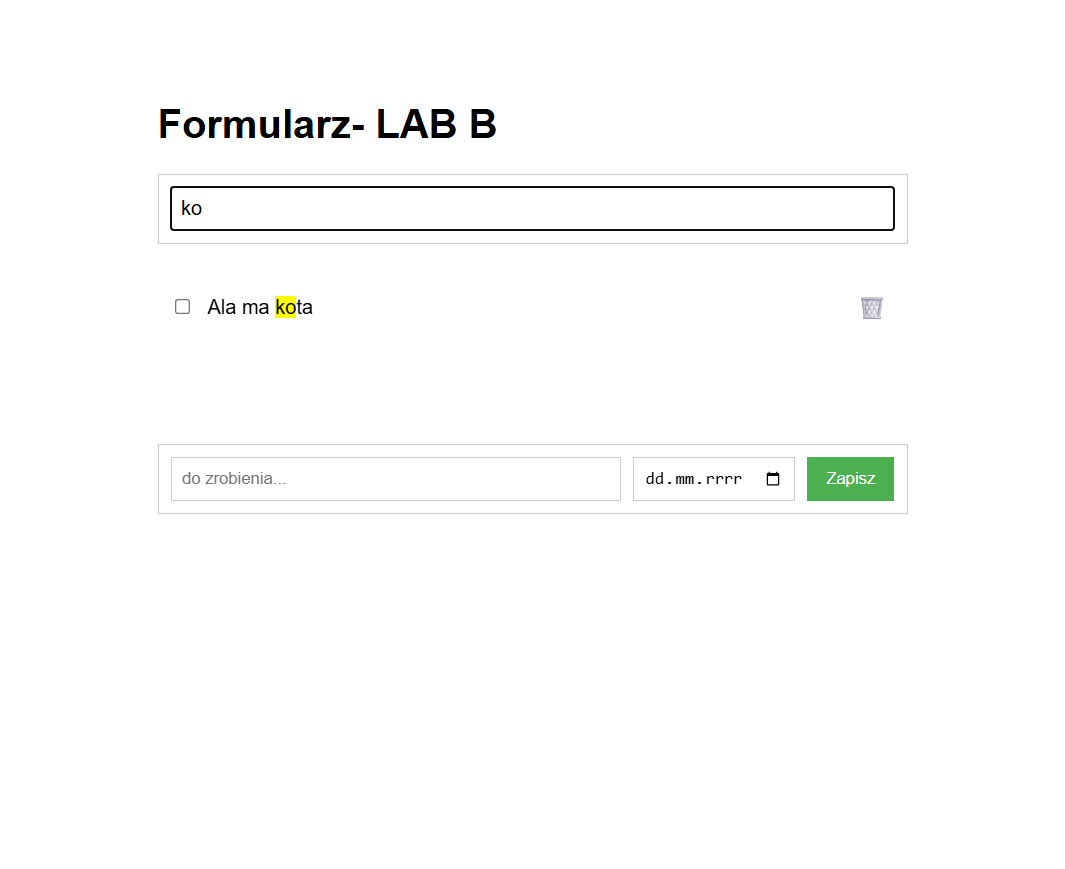 Formularz- LAB B
ko
Ala ma kota
do zrobienia... dd.mm.rrrr Zapisz